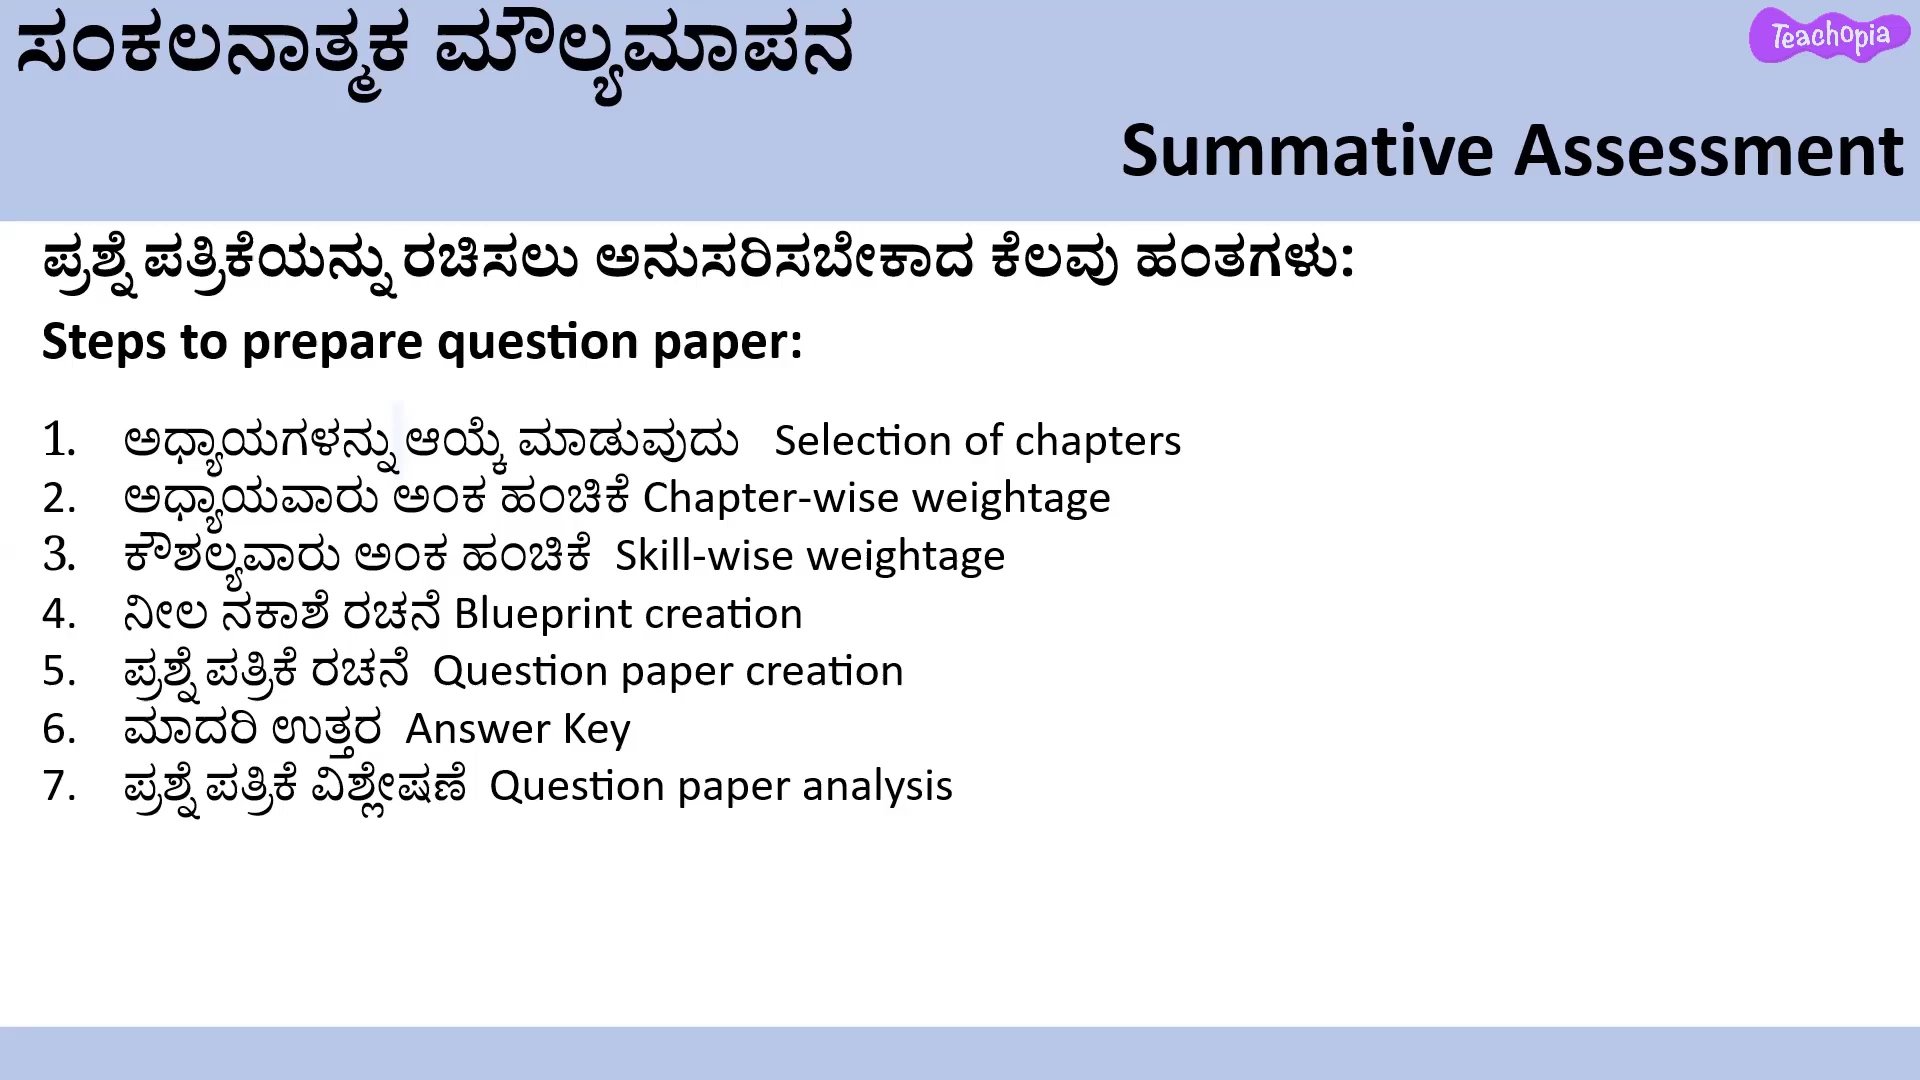 ಸಂಕಲನಾತ್ಮಕ ಮೌಲ್ಯಮಾಪನ
Teachopia
Summative Assessment
ಪ್ರಶ್ನೆ ಪತ್ರಿಕೆಯನ್ನು ರಚಿಸಲು ಅನುಸರಿಸಬೇಕಾದ ಕೆಲವು ಹಂತಗಳು:
Steps to prepare question paper:
1. ಅಧ್ಯಾಯಗಳನ್ನು ಆಯ್ಕೆ ಮಾಡುವುದು Selection of chapters
2. ಅಧ್ಯಾಯವಾರು ಅಂಕ ಹಂಚಿಕೆ Chapter-wise weightage
3. ಕೌಶಲ್ಯವಾರು ಅಂಕ ಹಂಚಿಕೆ Skill-wise weightage
4. ನೀಲ ನಕಾಶೆ ರಚನೆ Blueprint creation
5. ಪ್ರಶ್ನೆ ಪತ್ರಿಕೆ ರಚನೆ Question paper creation
6. ಮಾದರಿ ಉತ್ತರ Answer Key
7. ಪ್ರಶ್ನೆ ಪತ್ರಿಕೆ ವಿಶ್ಲೇಷಣೆ Question paper analysis